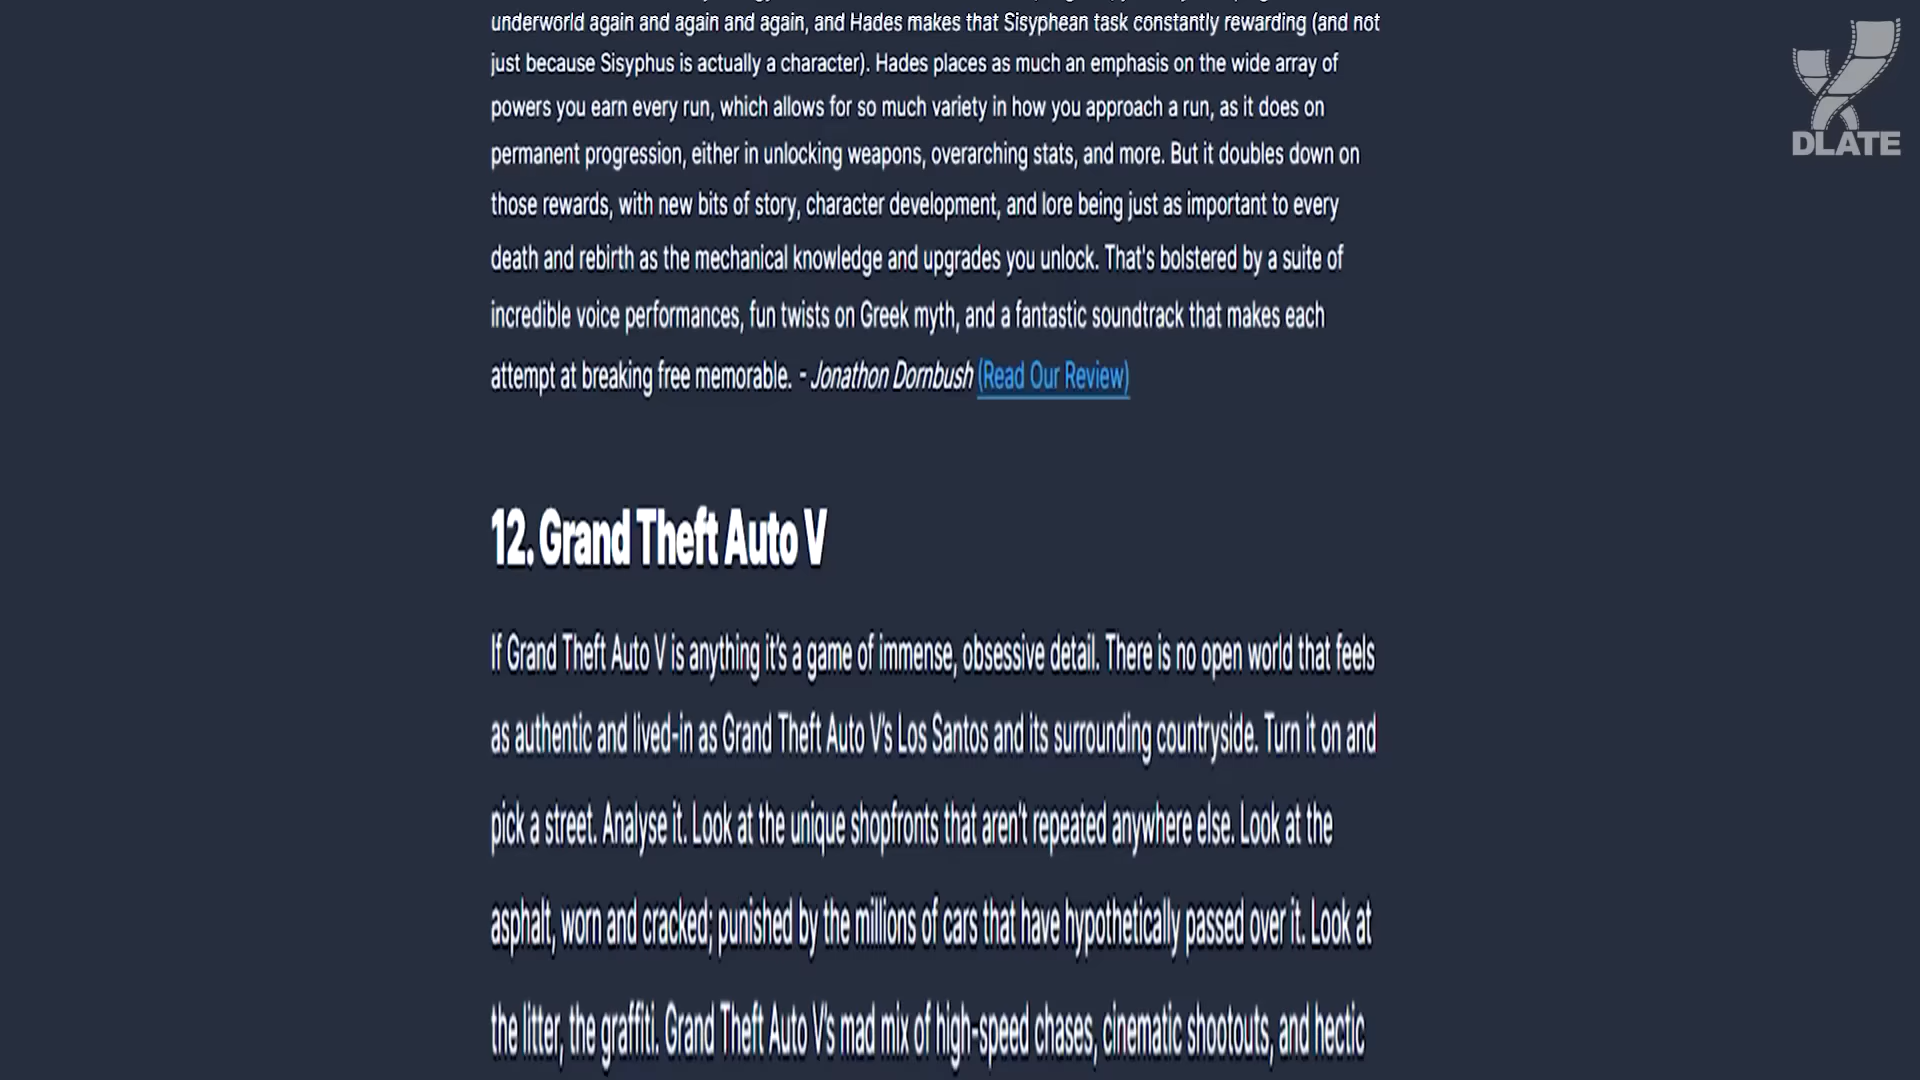 underworld again and again and again, and Hades makes that Sisyphean task constantly rewarding (and not
just because Sisyphus is actually a character). Hades places as much an emphasis on the wide array of
powers you earn every run, which allows for so much variety in how you approach a run, as it does on
permanent progression, either in unlocking weapons, overarching stats, and more. But it doubles down on
those rewards, with new bits of story, character development, and lore being just as important to every
death and rebirth as the mechanical knowledge and upgrades you unlock. That's bolstered by a suite of
incredible voice performances, fun twists on Greek myth, and a fantastic soundtrack that makes each
attempt at breaking free memorable. - Jonathon Dornbush (Read Our Review)
12. Grand Theft Auto V
If Grand Theft Auto V is anything it's a game of immense, obsessive detail. There is no open world that feels
as authentic and lived-in as Grand Theft Auto V's Los Santos and its surrounding countryside. Turn it on and
pick a street. Analyse it. Look at the unique shopfronts that aren't repeated anywhere else. Look at the
asphalt, worn and cracked; punished by the millions of cars that have hypothetically passed over it. Look at
the litter, the graffiti. Grand Theft Auto V's mad mix of high-speed chases, cinematic shootouts, and hectic
DLATE